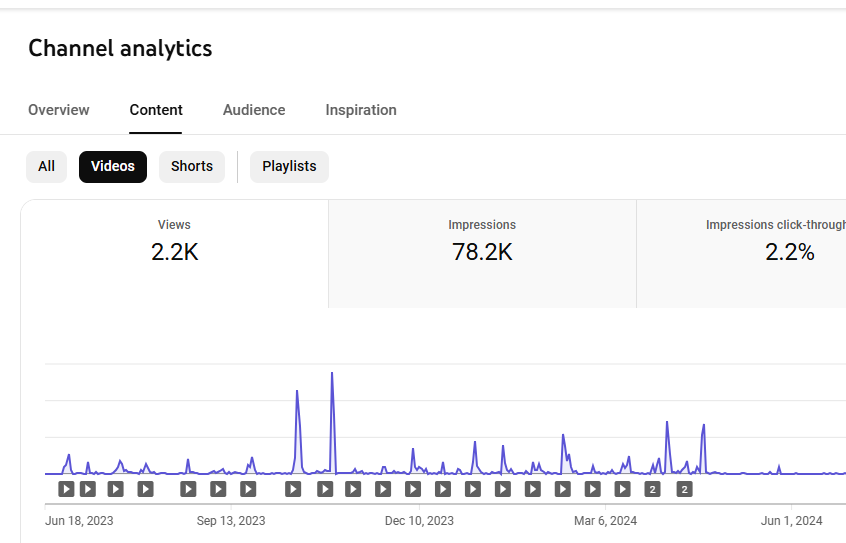 Channel analytics
Overview Content Audience Inspiration
All Videos Shorts Playlists
Views Impressions Impressions click-through
2.2K 78.2K 2.2%
2 2
Jun 18, 2023 Sep 13, 2023 Dec 10, 2023 Mar 6, 2024 Jun 1, 2024